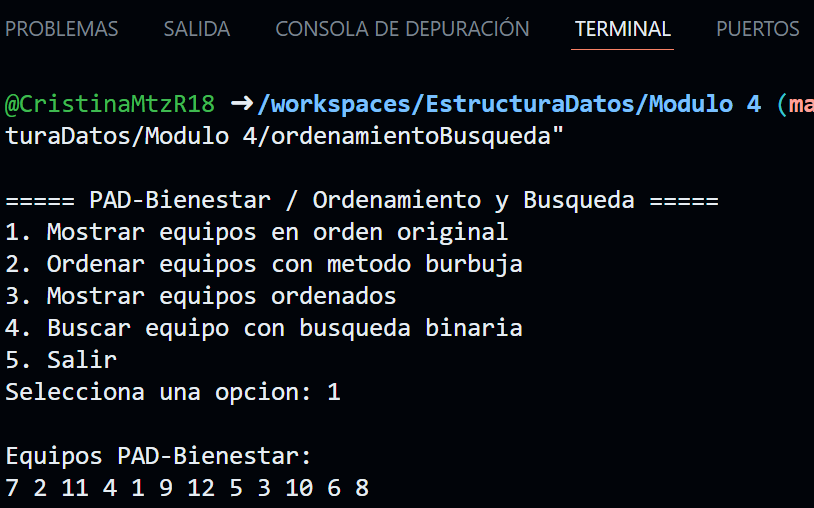 PROBLEMAS SALIDA CONSOLA DE DEPURACIÓN TERMINAL PUERTOS
@CristinaMtzR18 ➜/workspaces/EstructuraDatos/Modulo 4 (ma
turaDatos/Modulo 4/ordenamientoBusqueda"
===== PAD-Bienestar / Ordenamiento y Busqueda =====
1. Mostrar equipos en orden original
2. Ordenar equipos con metodo burbuja
3. Mostrar equipos ordenados
4. Buscar equipo con busqueda binaria
5. Salir
Selecciona una opcion: 1
Equipos PAD-Bienestar:
7 2 11 4 1 9 12 5 3 10 6 8